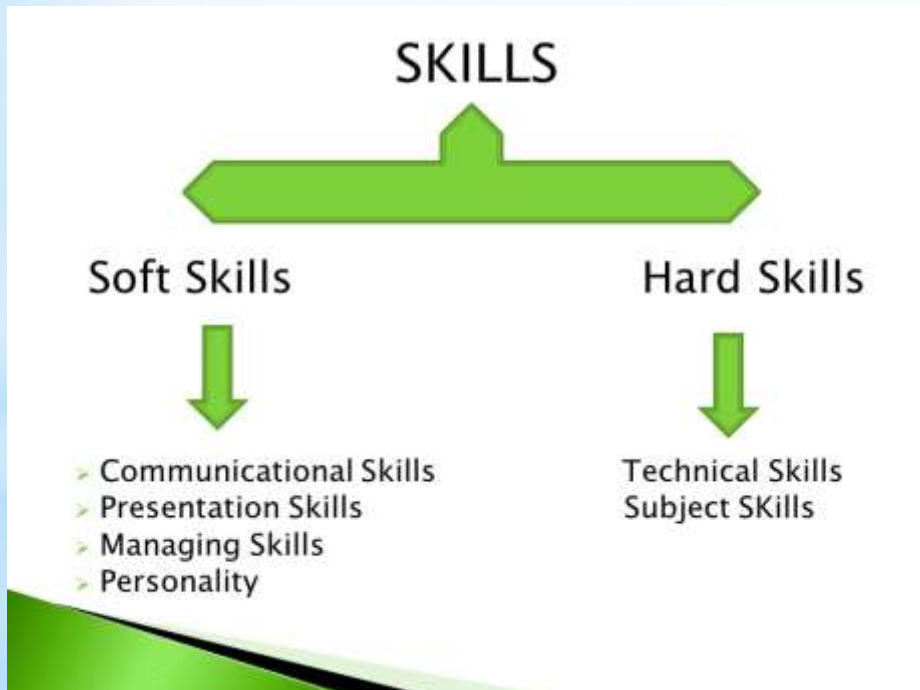 SKILLS
Soft Skills
Communicational Skills
Presentation Skills
Managing Skills
Personality
Hard Skills
Technical Skills
Subject SKills